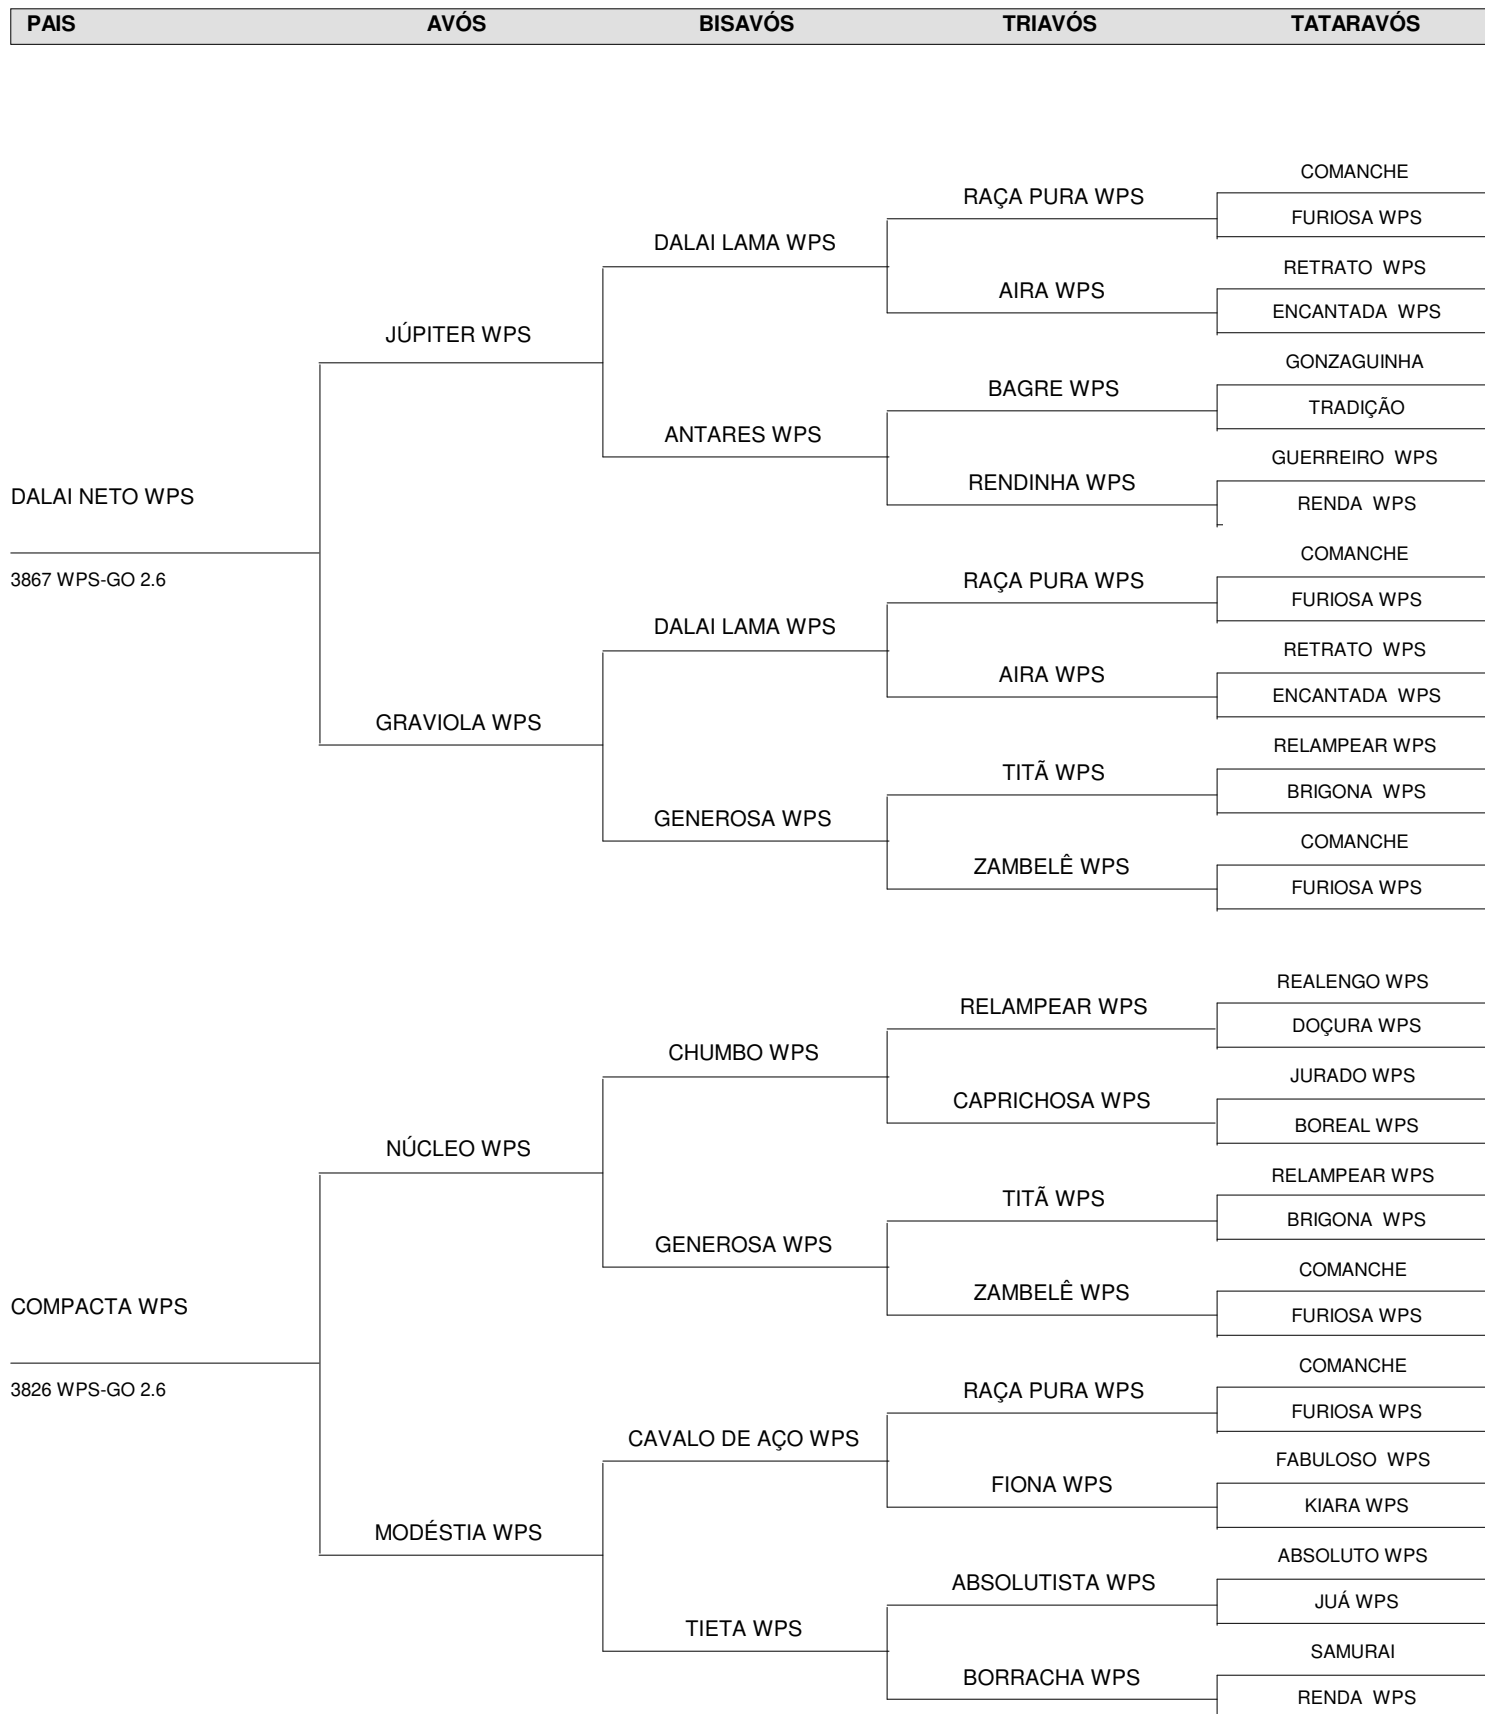 PAIS AVÓS BISAVÓS TRIAVÓS TATARAVÓS
COMANCHE
RAÇA PURA WPS
FURIOSA WPS
DALAI LAMA WPS
RETRATO WPS
AIRA WPS
ENCANTADA WPS
JÚPITER WPS
GONZAGUINHA
BAGRE WPS
TRADIÇÃO
ANTARES WPS
GUERREIRO WPS
RENDINHA WPS
DALAI NETO WPS
RENDA WPS
COMANCHE
3867 WPS-GO 2.6
RAÇA PURA WPS
FURIOSA WPS
DALAI LAMA WPS
RETRATO WPS
AIRA WPS
ENCANTADA WPS
GRAVIOLA WPS
RELAMPEAR WPS
TITÃ WPS
BRIGONA WPS
GENEROSA WPS
COMANCHE
ZAMBELÊ WPS
FURIOSA WPS
REALENGO WPS
RELAMPEAR WPS
DOÇURA WPS
CHUMBO WPS
JURADO WPS
CAPRICHOSA WPS
BOREAL WPS
NÚCLEO WPS
RELAMPEAR WPS
TITÃ WPS
BRIGONA WPS
GENEROSA WPS
COMANCHE
ZAMBELÊ WPS
COMPACTA WPS
FURIOSA WPS
COMANCHE
3826 WPS-GO 2.6
RAÇA PURA WPS
FURIOSA WPS
CAVALO DE AÇO WPS
FABULOSO WPS
FIONA WPS
KIARA WPS
MODÉSTIA WPS
ABSOLUTO WPS
ABSOLUTISTA WPS
JUÁ WPS
TIETA WPS
SAMURAI
BORRACHA WPS
RENDA WPS